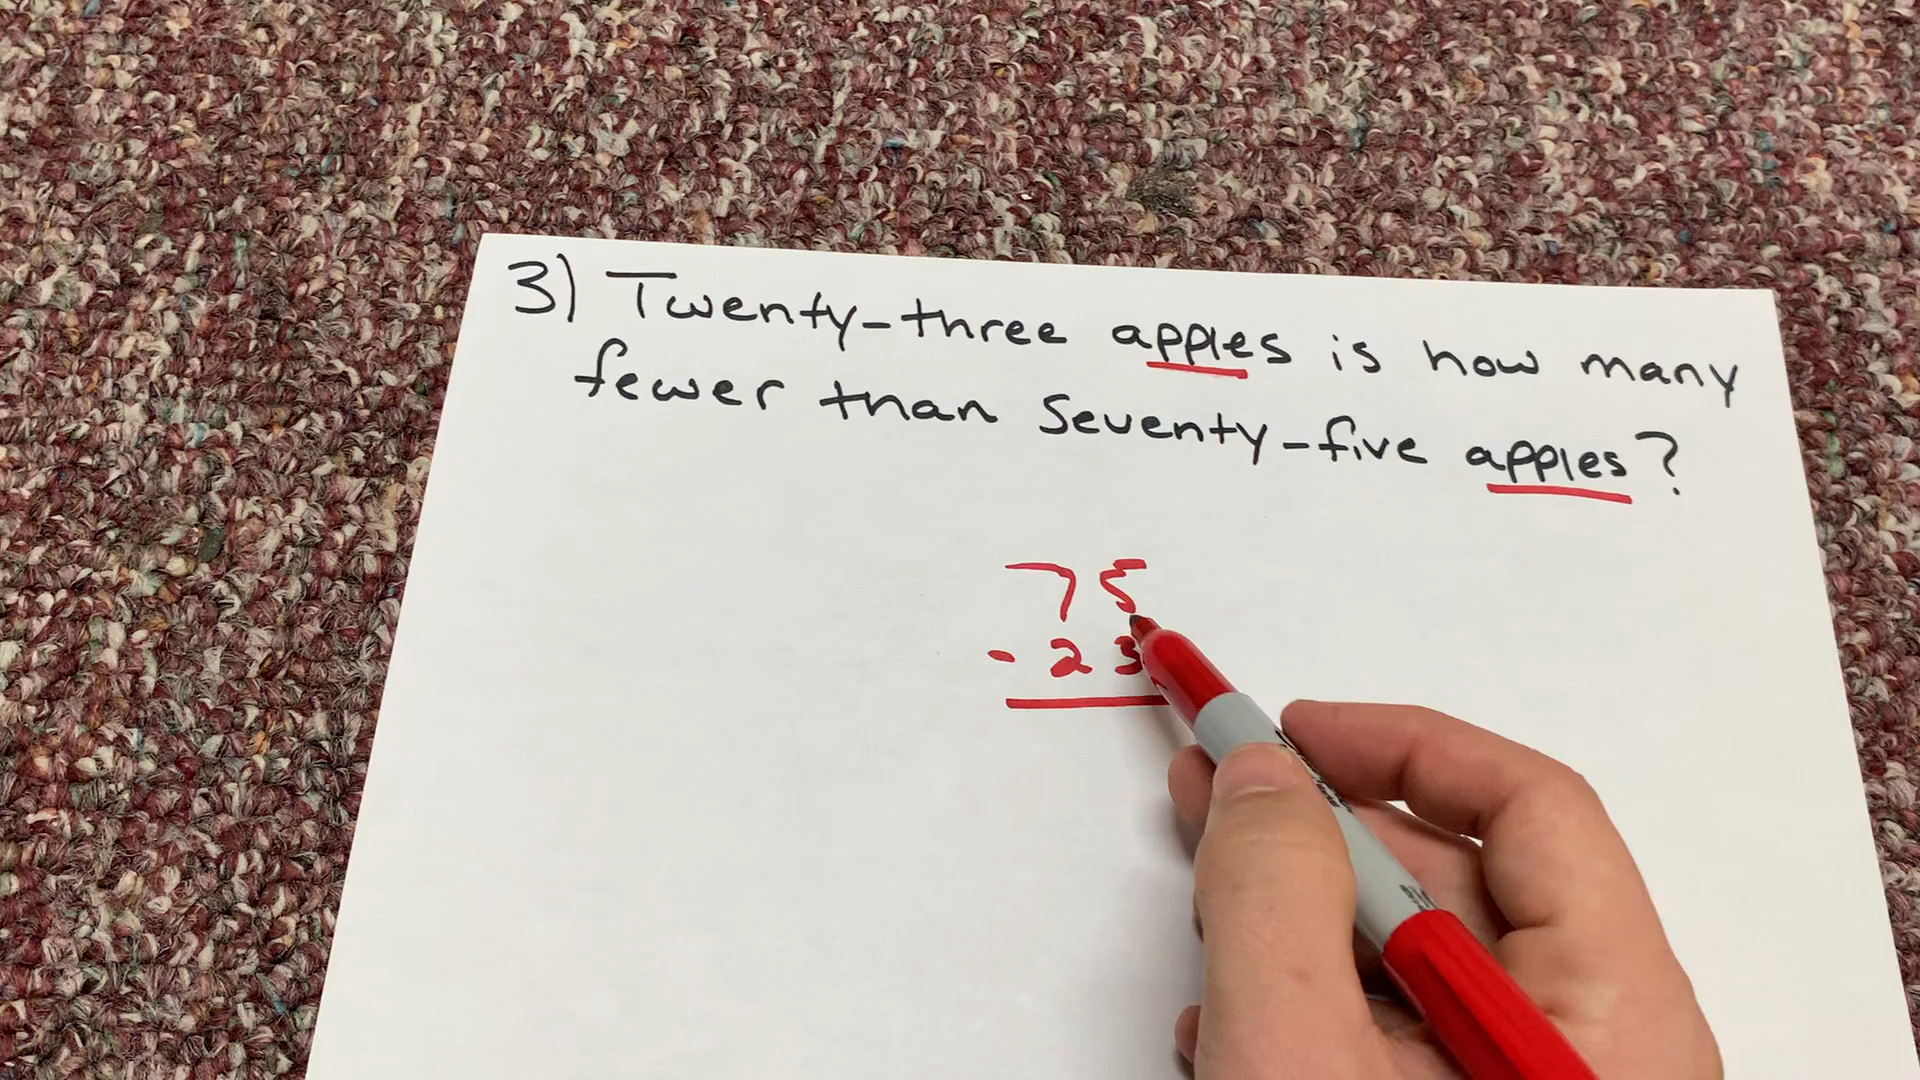 3) Twenty-three apples is how many
fewer than Seventy-five apples?
75
- 23